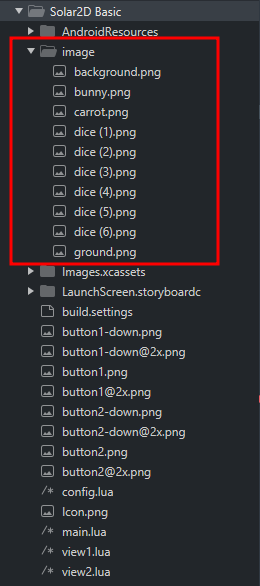 Solar2D Basic
AndroidResources
image
background.png
bunny.png
carrot.png
dice (1).png
dice (2).png
dice (3).png
dice (4).png
dice (5).png
dice (6).png
ground.png
Images.xcassets
LaunchScreen.storyboardc
build.settings
button1-down.png
button1-down@2x.png
button1.png
button1@2x.png
button2-down.png
button2-down@2x.png
button2.png
button2@2x.png
config.lua
Icon.png
main.lua
view1.lua
view2.lua